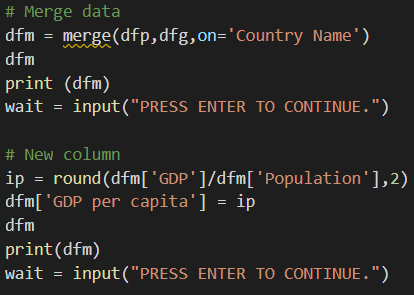 # Merge data
dfm = merge(dfp,dfg,on='Country Name')
dfm
print (dfm)
wait = input("PRESS ENTER TO CONTINUE.")
# New column
ip = round(dfm['GDP']/dfm['Population'],2)
dfm['GDP per capita'] = ip
dfm
print(dfm)
wait = input("PRESS ENTER TO CONTINUE.")